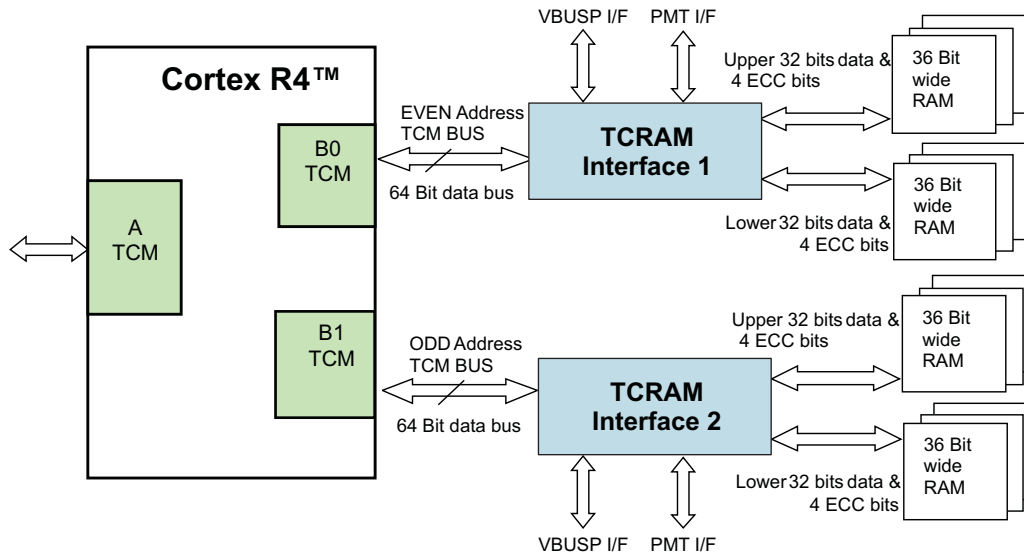 VBUSP I/F
PMT I/F
Cortex R4™
Upper 32 bits data &
4 ECC bits
36 Bit
wide
RAM
EVEN Address
TCM BUS
B0
TCM
TCRAM
Interface 1
64 Bit data bus
36 Bit
wide
RAM
Lower 32 bits data &
4 ECC bits
A
TCM
B1
TCM
ODD Address
TCM BUS
Upper 32 bits data &
4 ECC bits
36 Bit
wide
RAM
TCRAM
Interface 2
64 Bit data bus
36 Bit
wide
RAM
Lower 32 bits data &
4 ECC bits
VBUSP I/F
PMT I/F